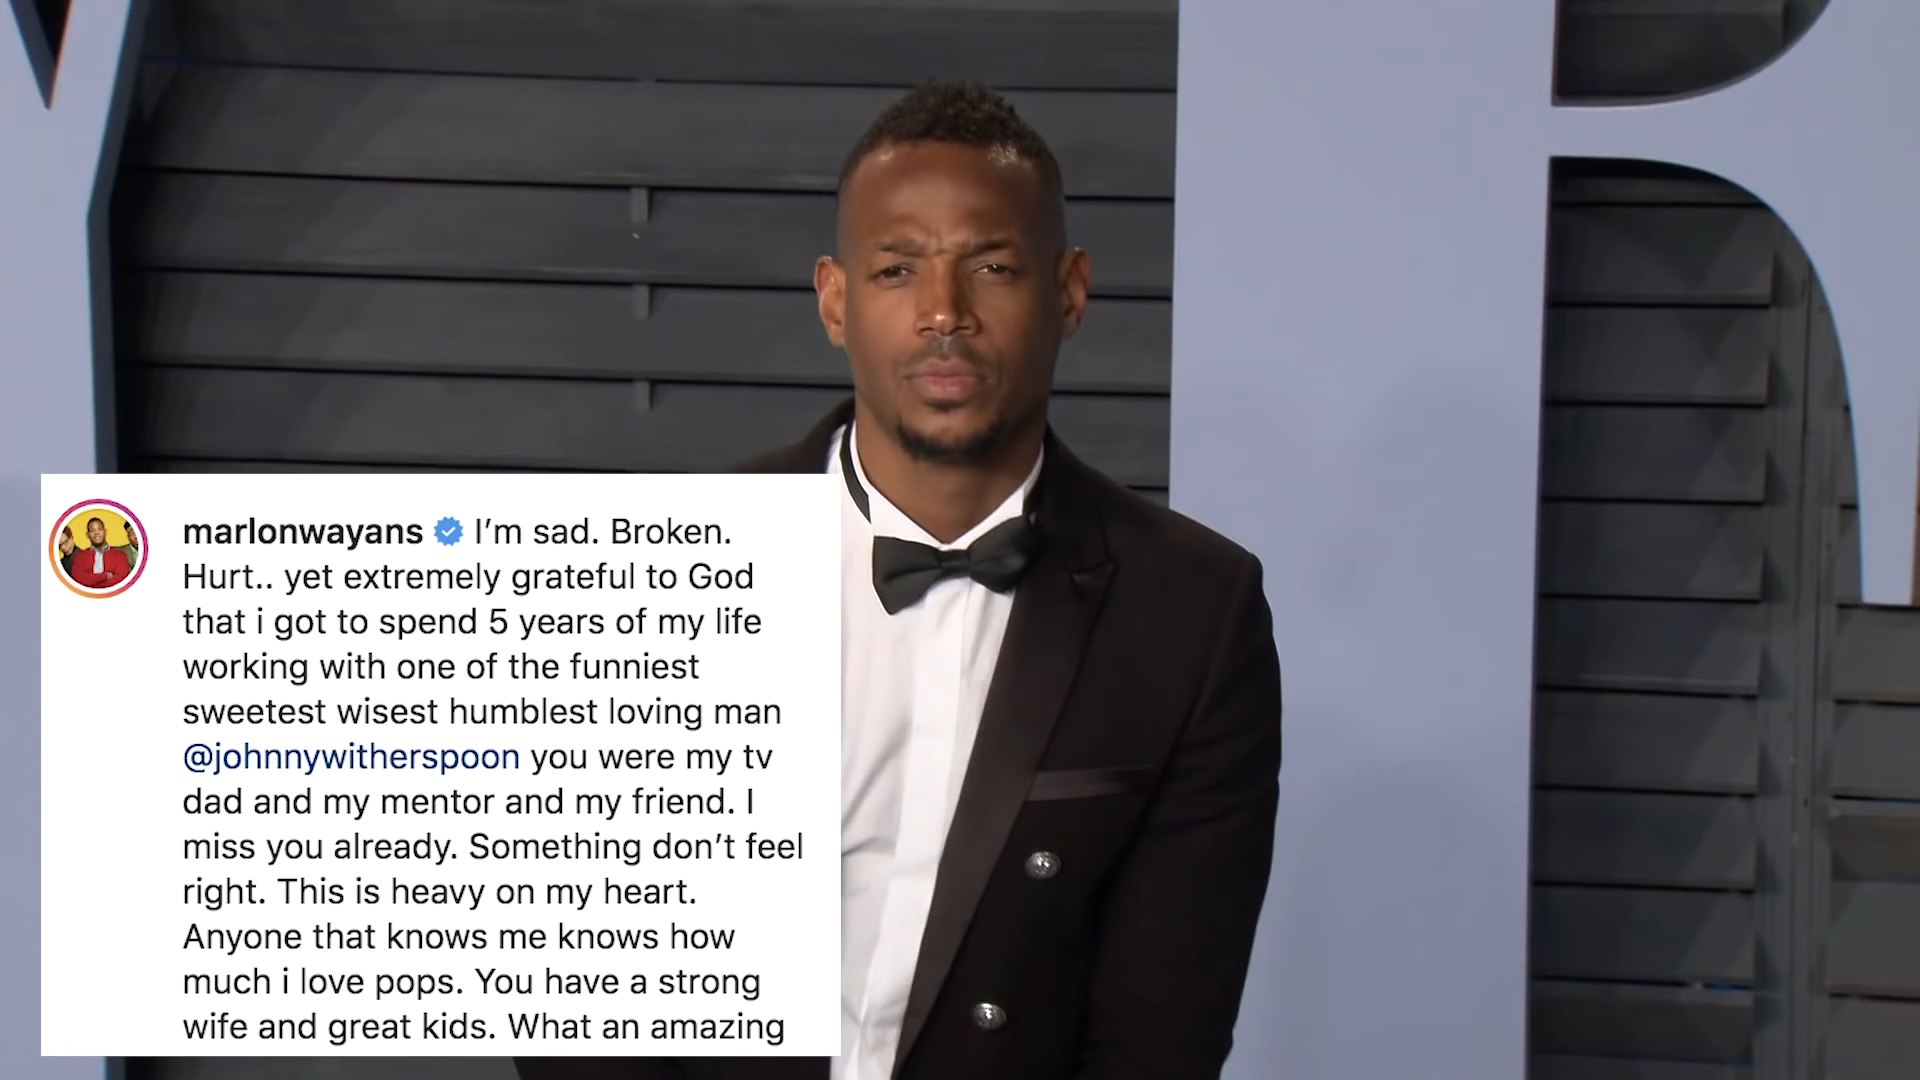 marlonwayans I’m sad. Broken.
Hurt.. yet extremely grateful to God
that i got to spend 5 years of my life
working with one of the funniest
sweetest wisest humblest loving man
@johnnywitherspoon you were my tv
dad and my mentor and my friend. I
miss you already. Something don’t feel
right. This is heavy on my heart.
Anyone that knows me knows how
much i love pops. You have a strong
wife and great kids. What an amazing